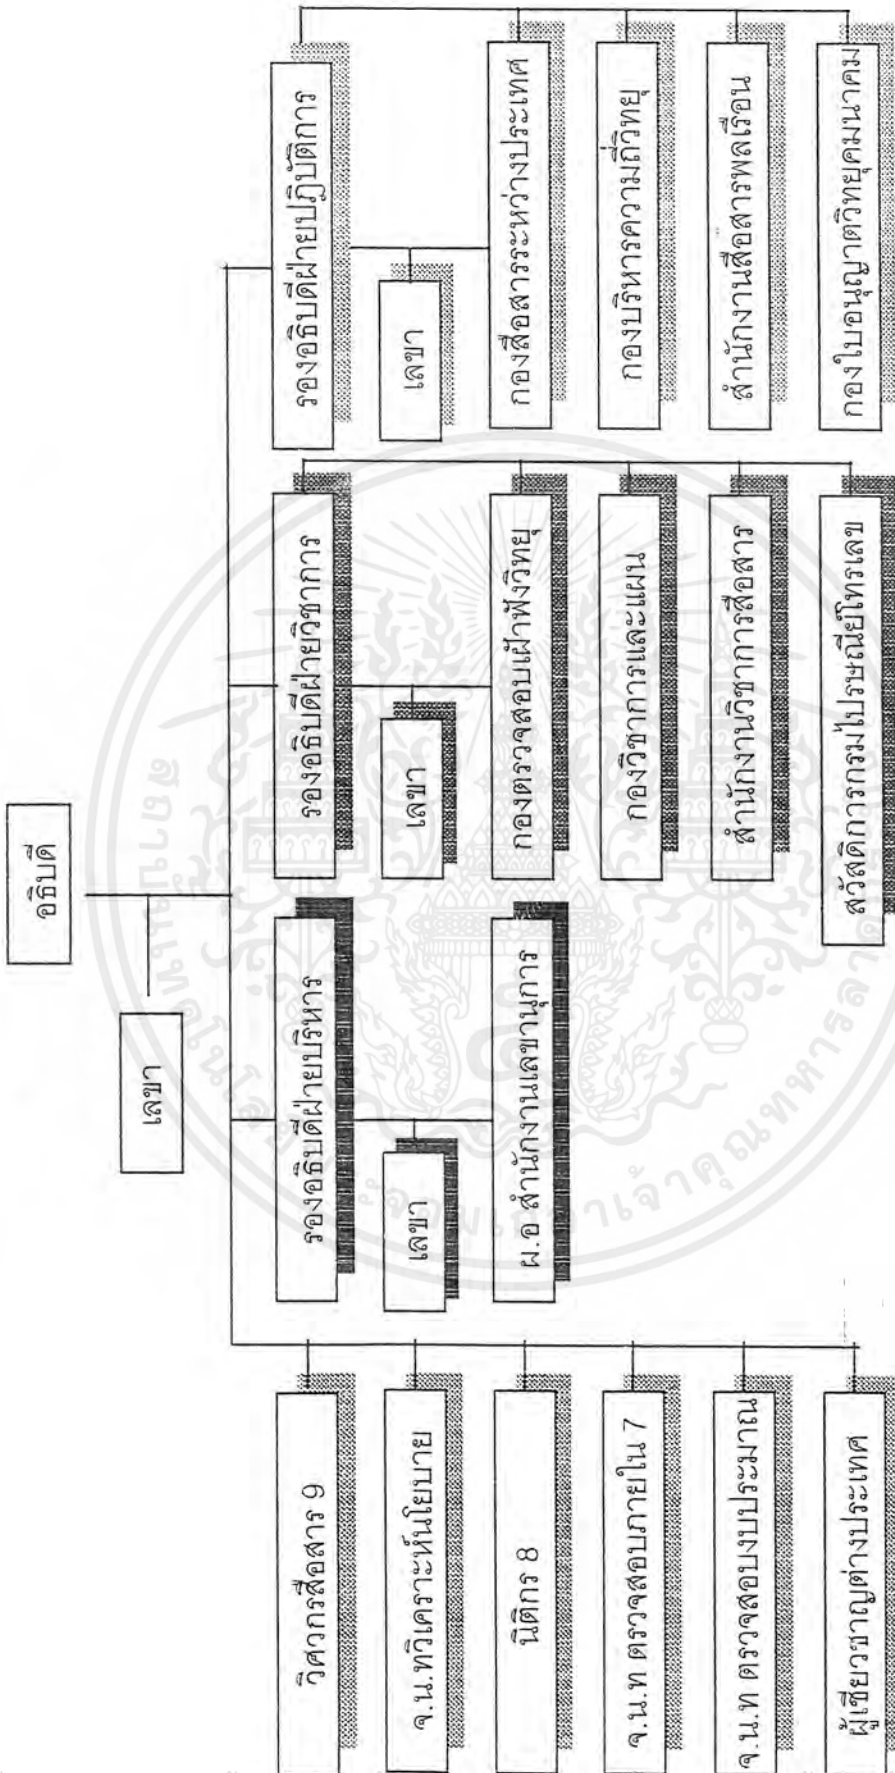 อธิบดี
เลขา
วิศวกรสื่อสาร 9
จ.น.ทวิเคราะห์นโยบาย
นิติกร 8
จ.น.ท ตรวจสอบภายใน 7
จ.น.ท ตรวจสอบงบประมาณ
ผู้เชี่ยวชาญต่างประเทศ
รองอธิบดีฝ่ายบริหาร
เลขา
ผ.อ สำนักงานเลขานุการ
รองอธิบดีฝ่ายวิชาการ
เลขา
กองตรวจสอบเฝ้าฟังวิทยุ
กองวิชาการและแผน
สำนักงานวิชาการสื่อสาร
สวัสดิการกรมไปรษณีย์โทรเลข
รองอธิบดีฝ่ายปฏิบัติการ
เลขา
กองสื่อสารระหว่างประเทศ
กองบริหารความถี่วิทยุ
สำนักงานสื่อสารพลเรือน
กองใบอนุญาตวิทยุคมนาคม